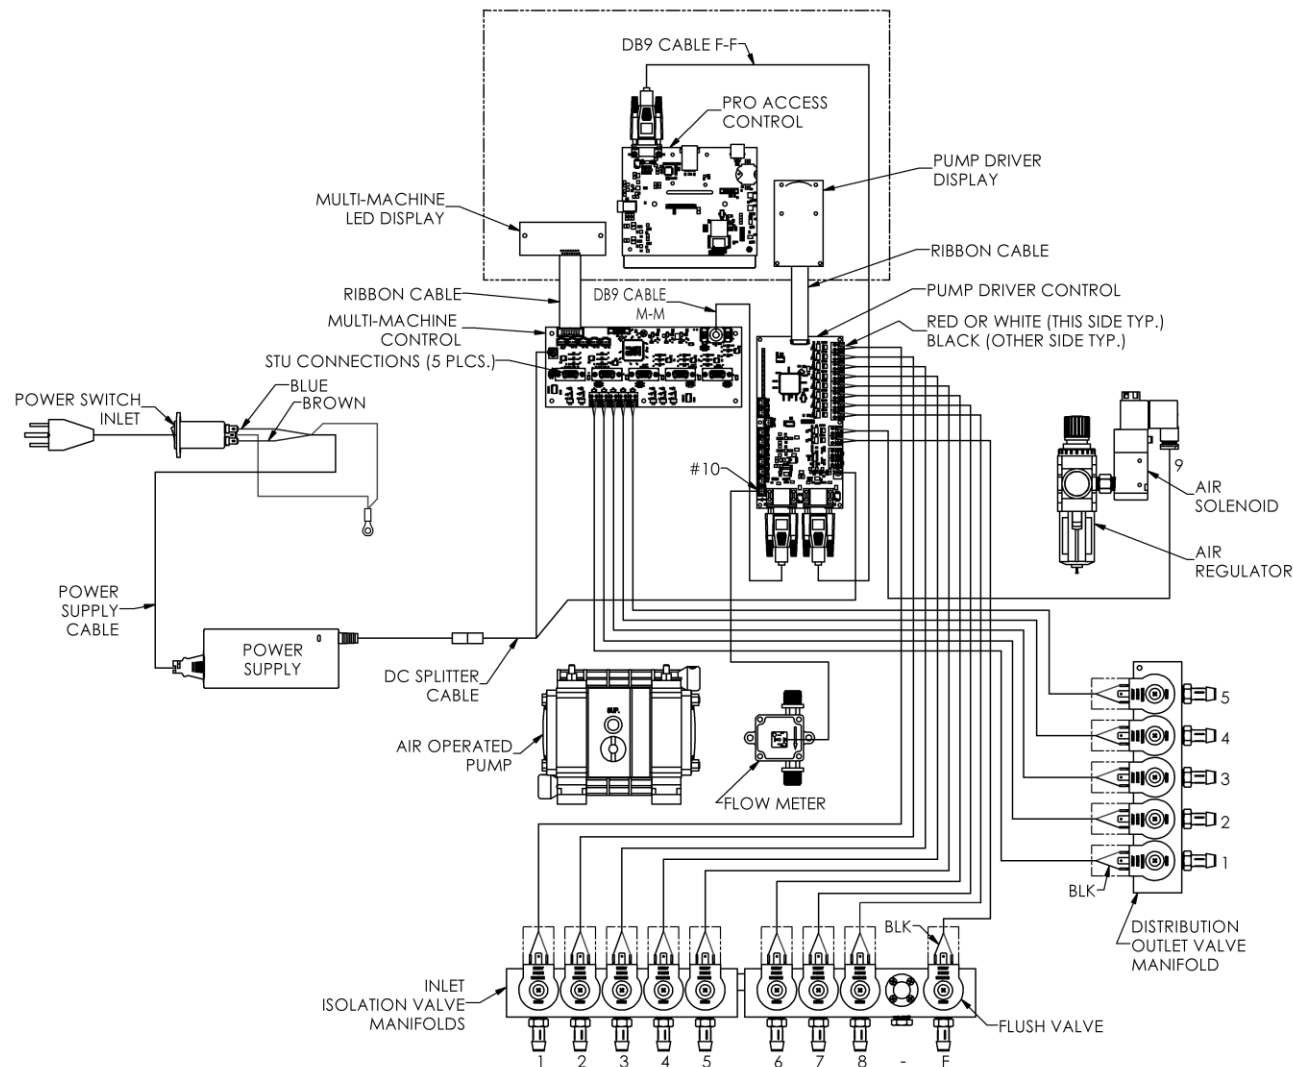 DB9 CABLE F-F
PRO ACCESS
CONTROL
PUMP DRIVER
DISPLAY
MULTI-MACHINE
LED DISPLAY
RIBBON CABLE
RIBBON CABLE
DB9 CABLE
M-M
PUMP DRIVER CONTROL
MULTI-MACHINE
CONTROL
RED OR WHITE (THIS SIDE TYP.)
BLACK (OTHER SIDE TYP.)
STU CONNECTIONS (5 PLCS.)
BLUE
BROWN
POWER SWITCH
INLET
#10
9
AIR
SOLENOID
AIR
REGULATOR
POWER
SUPPLY
CABLE
POWER
SUPPLY
DC SPLITTER
CABLE
SUP.
AIR OPERATED
PUMP
FLOW METER
5
4
3
2
1
BLK
DISTRIBUTION
OUTLET VALVE
MANIFOLD
BLK
INLET
ISOLATION VALVE
MANIFOLDS
FLUSH VALVE
1 2 3 4 5 6 7 8 - F